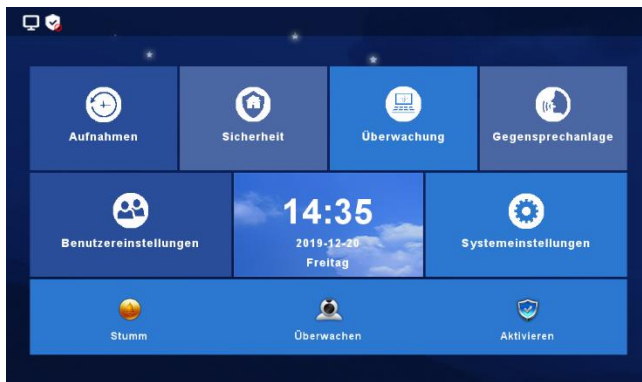 Aufnahmen
Sicherheit
Überwachung
Gegensprechanlage
Benutzereinstellungen
14:35
2019-12-20
Freitag
Systemeinstellungen
Stumm
Überwachen
Aktivieren